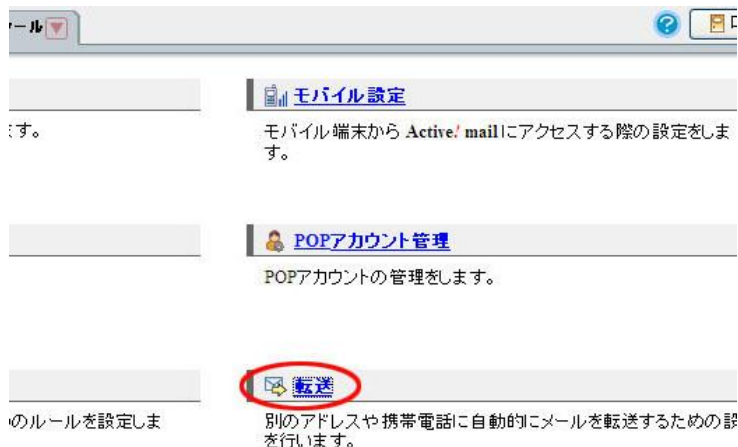 ール
モバイル設定
ます。
モバイル端末から Active! mailにアクセスする際の設定をしま
す。
POPアカウント管理
POPアカウントの管理をします。
転送
のルールを設定しま
別のアドレスや携帯電話に自動的にメールを転送するための設
を行います。